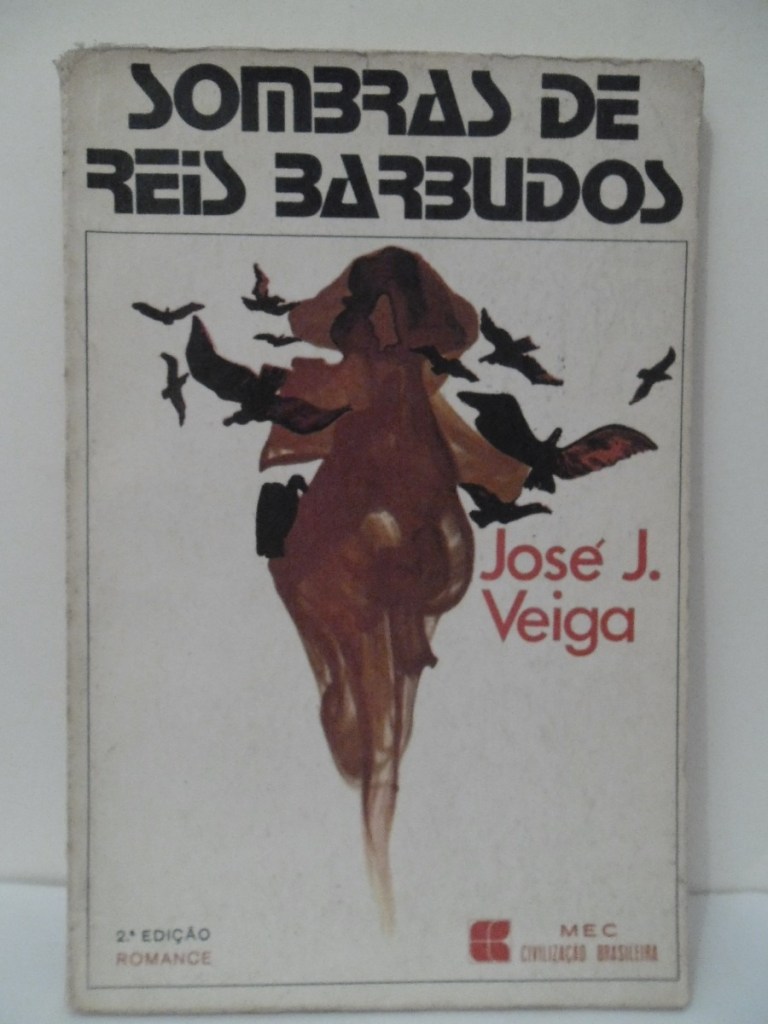 SOMBRAS DE
REIS BARBUDOS
José J.
Veiga
2.ª EDIÇÃO
ROMANCE
MEC
CIVILIZAÇÃO BRASILEIRA